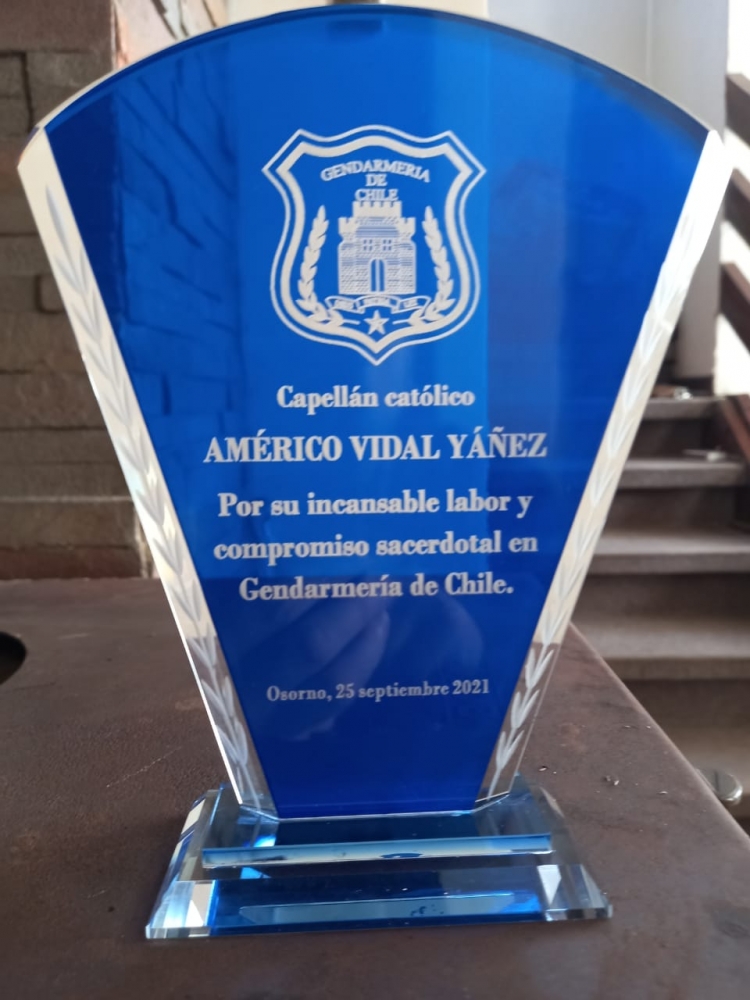 GENDARMERIA
DE
CHILE
Capellán católico
AMÉRICO VIDAL YÁÑEZ
Por su incansable labor y
compromiso sacerdotal en
Gendarmería de Chile.
Osorno, 25 septiembre 2021